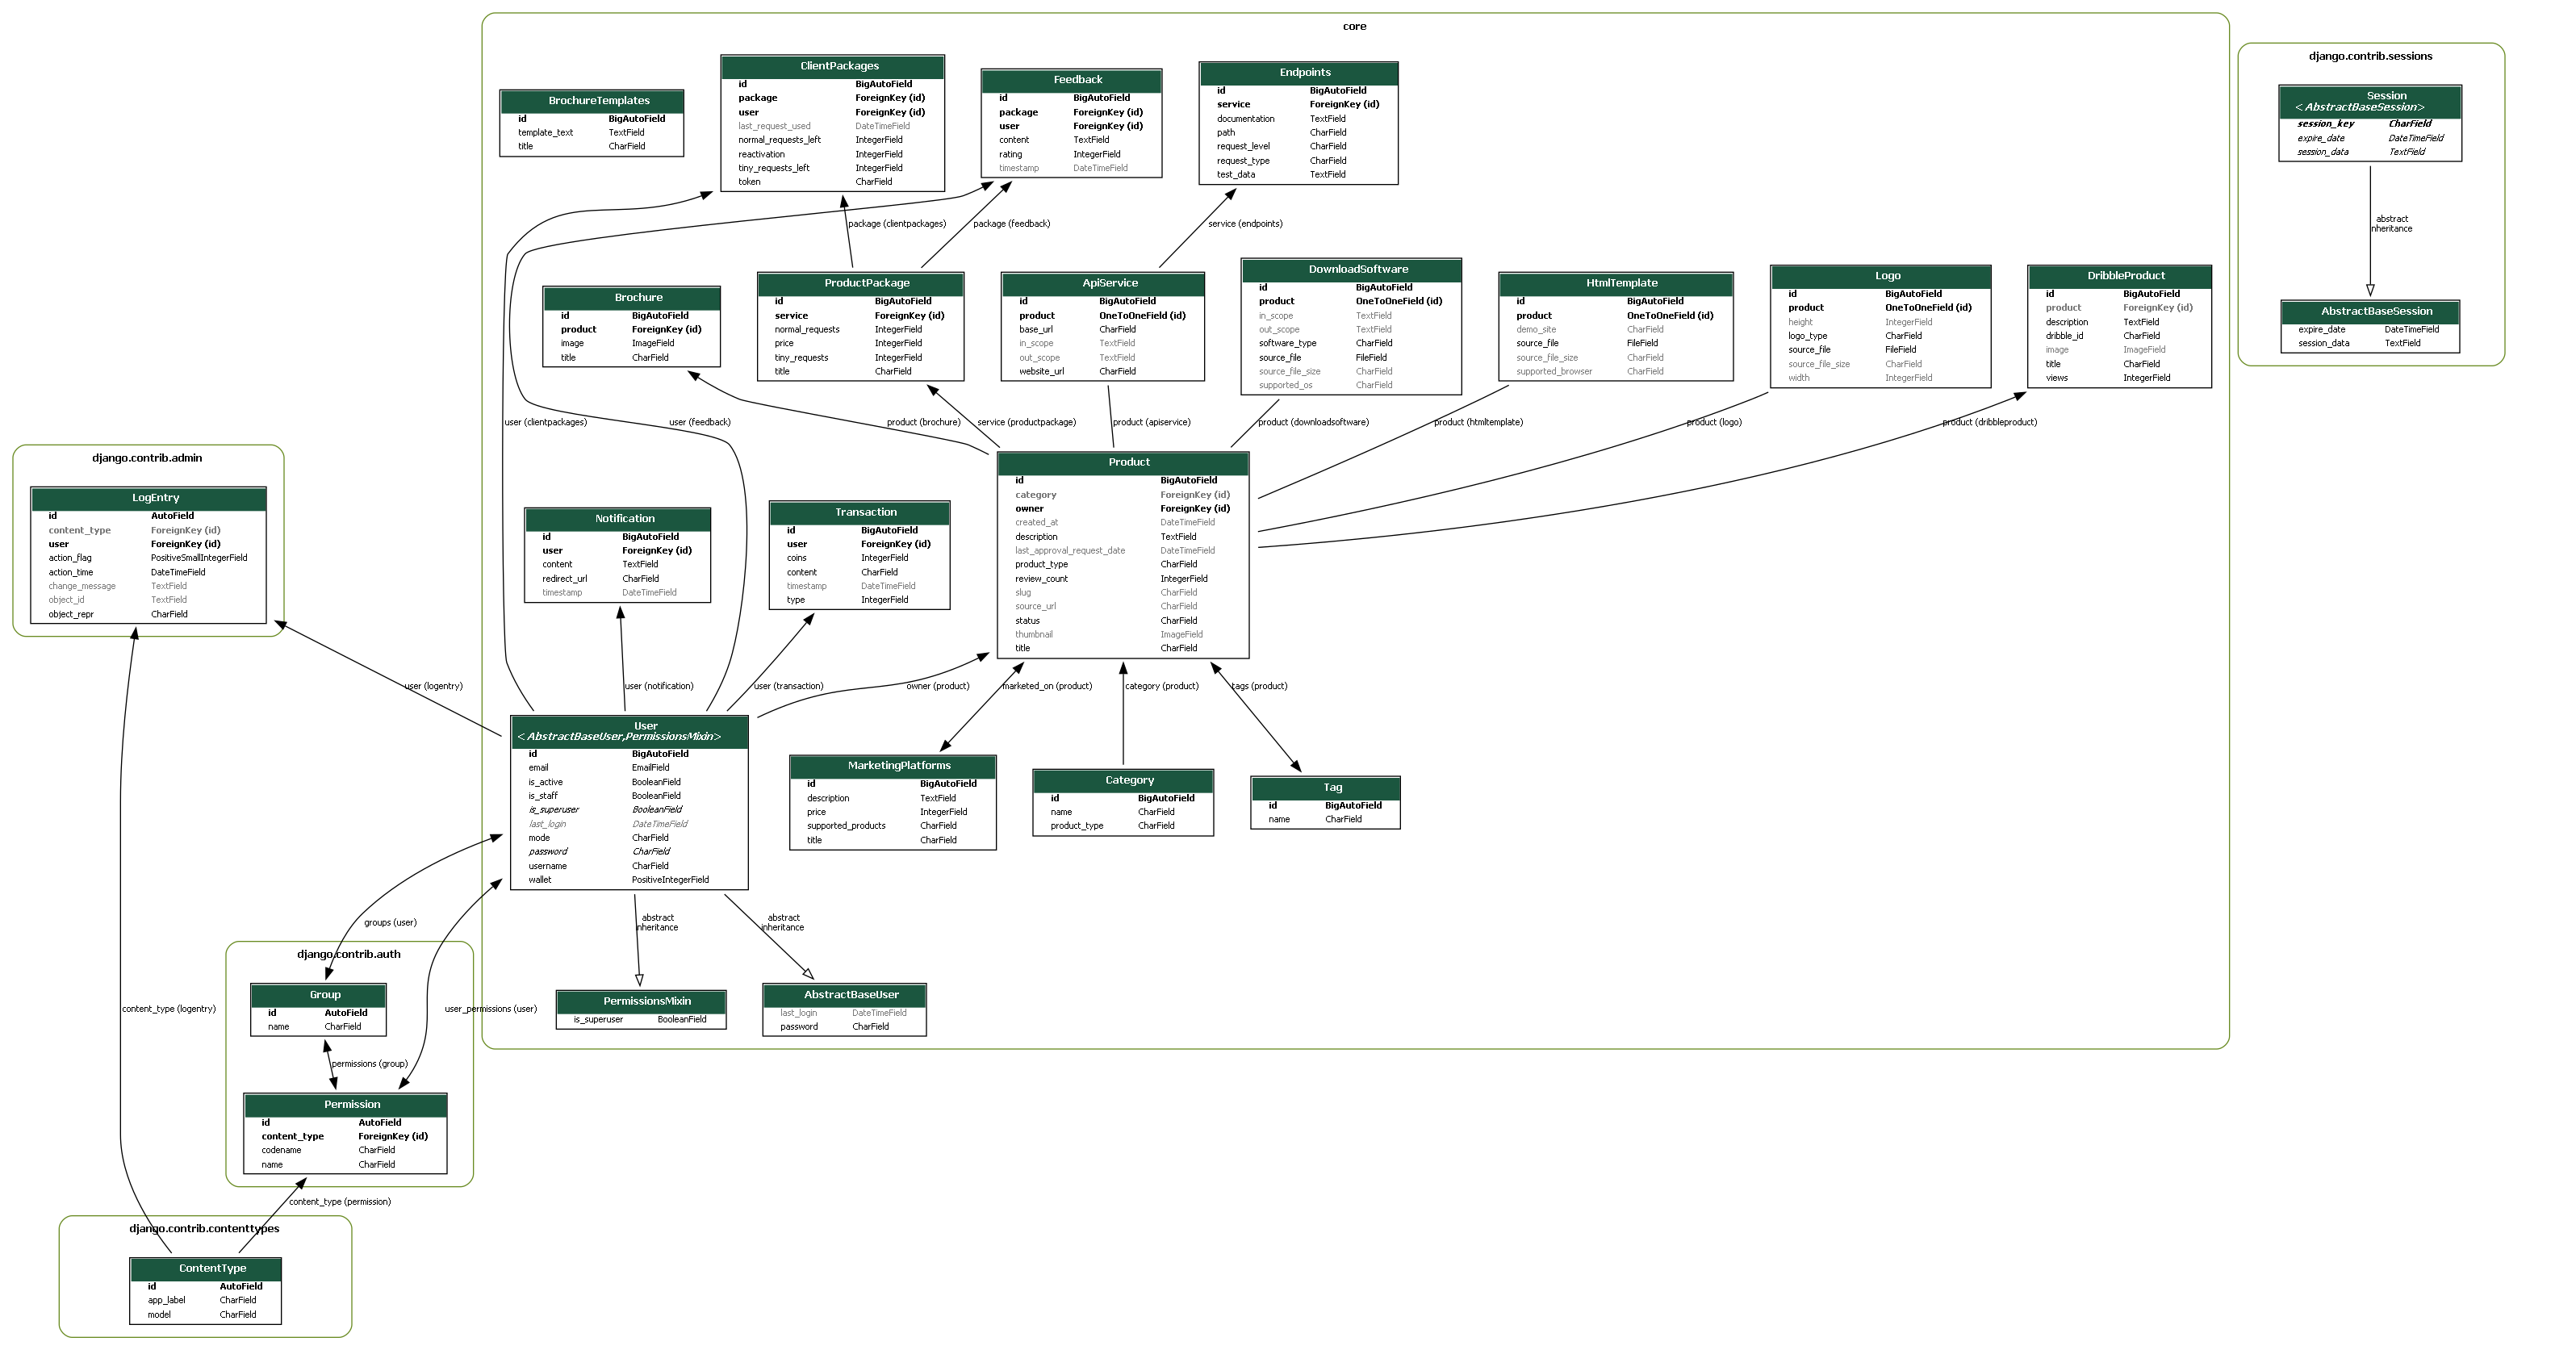 core
ClientPackages
id BigAutoField
package ForeignKey (id)
user ForeignKey (id)
last_request_used DateTimeField
normal_requests_left IntegerField
reactivation IntegerField
tiny_requests_left IntegerField
token CharField
Feedback
id BigAutoField
package ForeignKey (id)
user ForeignKey (id)
content TextField
rating IntegerField
timestamp DateTimeField
Endpoints
id BigAutoField
service ForeignKey (id)
documentation TextField
path CharField
request_level CharField
request_type CharField
test_data TextField
BrochureTemplates
id BigAutoField
template_text TextField
title CharField
django.contrib.sessions
Session
<AbstractBaseSession>
session_key CharField
expire_date DateTimeField
session_data TextField
abstract
inheritance
AbstractBaseSession
expire_date DateTimeField
session_data TextField
package (clientpackages)
package (feedback)
service (endpoints)
Brochure
id BigAutoField
product ForeignKey (id)
image ImageField
title CharField
ProductPackage
id BigAutoField
service ForeignKey (id)
normal_requests IntegerField
price IntegerField
tiny_requests IntegerField
title CharField
ApiService
id BigAutoField
product OneToOneField (id)
base_url CharField
in_scope TextField
out_scope TextField
website_url CharField
DownloadSoftware
id BigAutoField
product OneToOneField (id)
in_scope TextField
out_scope TextField
software_type CharField
source_file FileField
source_file_size CharField
supported_os CharField
HtmlTemplate
id BigAutoField
product OneToOneField (id)
demo_site CharField
source_file FileField
source_file_size CharField
supported_browser CharField
Logo
id BigAutoField
product OneToOneField (id)
height IntegerField
logo_type CharField
source_file FileField
source_file_size CharField
width IntegerField
DribbleProduct
id BigAutoField
product ForeignKey (id)
description TextField
dribble_id CharField
image ImageField
title CharField
views IntegerField
user (clientpackages)
user (feedback)
product (brochure)
service (productpackage)
product (apiservice)
product (downloadsoftware)
product (htmltemplate)
product (logo)
product (dribbleproduct)
django.contrib.admin
LogEntry
id AutoField
content_type ForeignKey (id)
user ForeignKey (id)
action_flag PositiveSmallIntegerField
action_time DateTimeField
change_message TextField
object_id TextField
object_repr CharField
Notification
id BigAutoField
user ForeignKey (id)
content TextField
redirect_url CharField
timestamp DateTimeField
Transaction
id BigAutoField
user ForeignKey (id)
coins IntegerField
content CharField
timestamp DateTimeField
type IntegerField
Product
id BigAutoField
category ForeignKey (id)
owner ForeignKey (id)
created_at DateTimeField
description TextField
last_approval_request_date DateTimeField
product_type CharField
review_count IntegerField
slug CharField
source_url CharField
status CharField
thumbnail ImageField
title CharField
user (logentry)
user (notification)
user (transaction)
owner (product)
marketed_on (product)
category (product)
tags (product)
User
<AbstractBaseUser,PermissionsMixin>
id BigAutoField
email EmailField
is_active BooleanField
is_staff BooleanField
is_superuser BooleanField
last_login DateTimeField
mode CharField
password CharField
username CharField
wallet PositiveIntegerField
MarketingPlatforms
id BigAutoField
description TextField
price IntegerField
supported_products CharField
title CharField
Category
id BigAutoField
name CharField
product_type CharField
Tag
id BigAutoField
name CharField
groups (user)
abstract
inheritance
abstract
inheritance
django.contrib.auth
Group
id AutoField
name CharField
PermissionsMixin
is_superuser BooleanField
AbstractBaseUser
last_login DateTimeField
password CharField
content_type (logentry)
user_permissions (user)
permissions (group)
Permission
id AutoField
content_type ForeignKey (id)
codename CharField
name CharField
content_type (permission)
django.contrib.contenttypes
ContentType
id AutoField
app_label CharField
model CharField